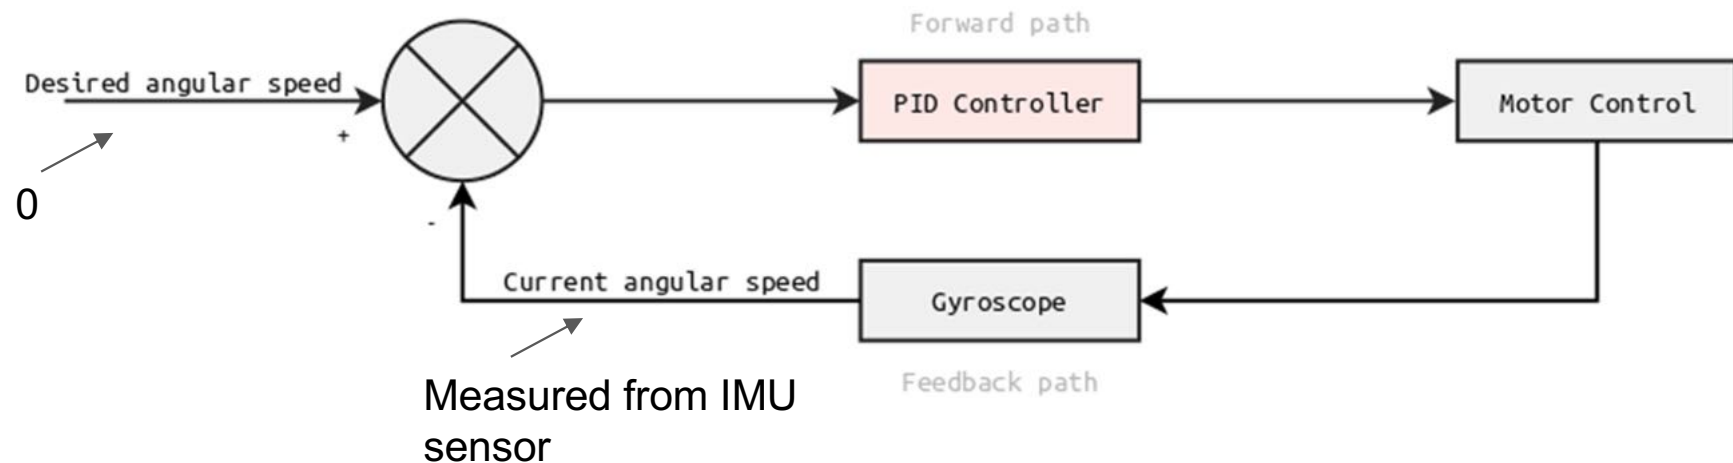 Forward path
Desired angular speed
PID Controller
Motor Control
+
0
-
Current angular speed
Gyroscope
Measured from IMU
sensor
Feedback path